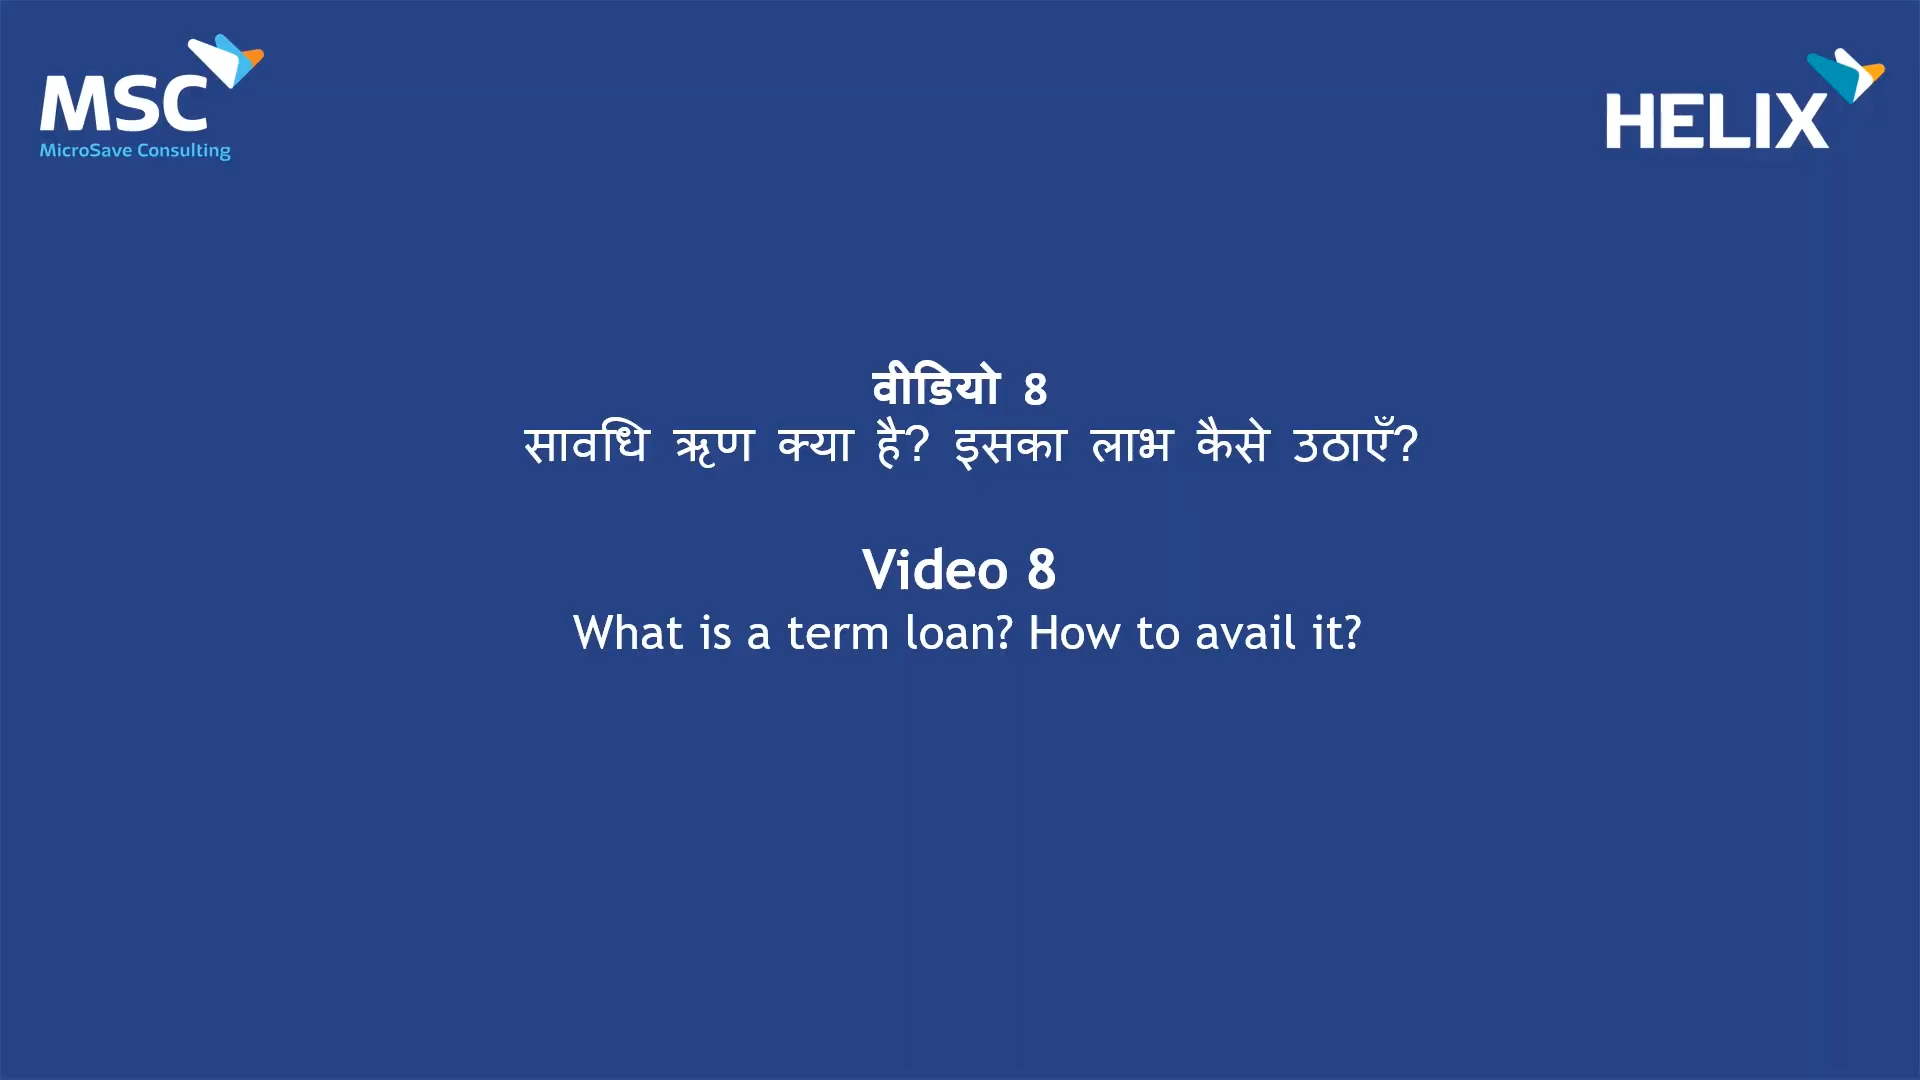 MSC
MicroSave Consulting
HELIX
वीडियो 8
सावधि ऋण क्या है? इसका लाभ कैसे उठाएँ?
Video 8
What is a term loan? How to avail it?